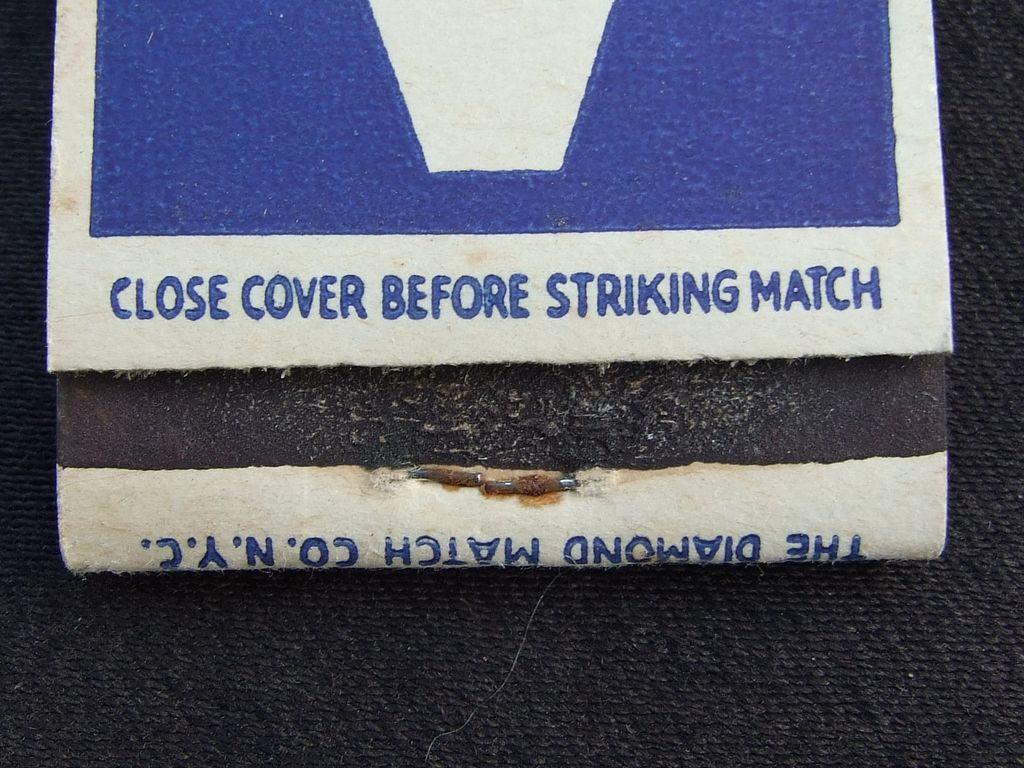 CLOSE COVER BEFORE STRIKING MATCH
THE DIAMOND MATCH CO. N.Y.C.